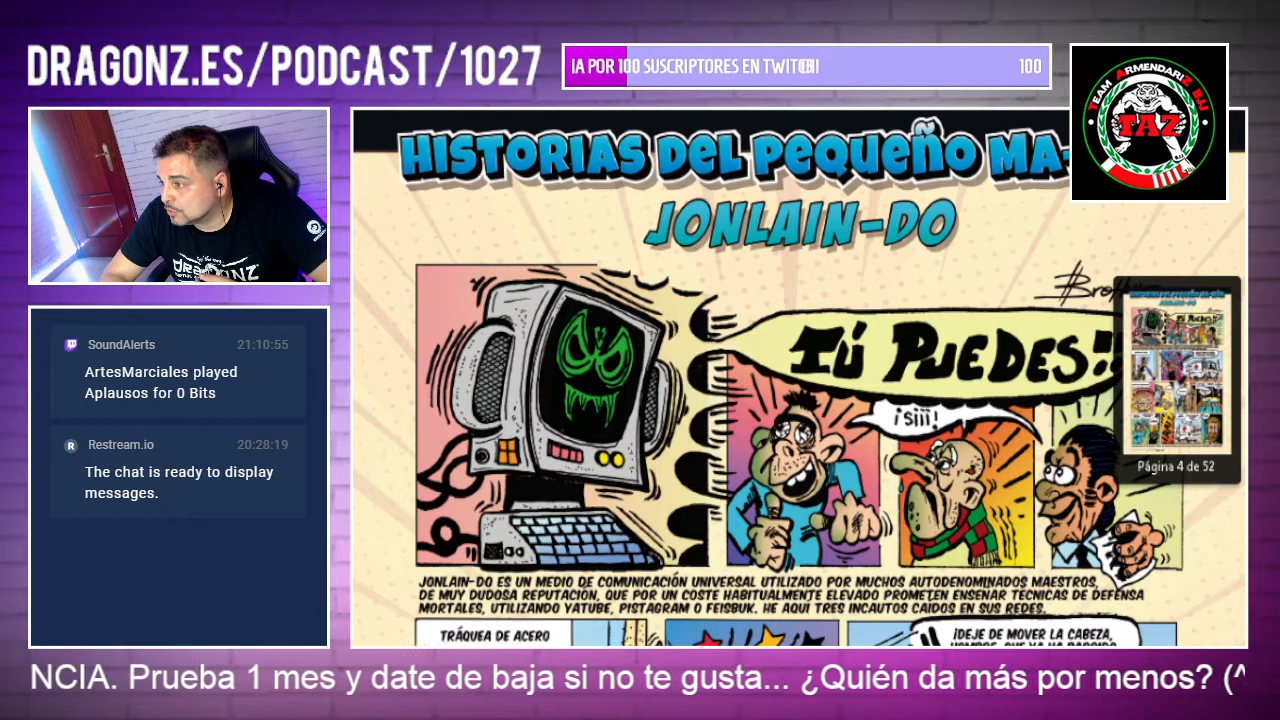 DRAGONZ.ES/PODCAST/1027
IA POR 100 SUSCRIPTORES EN TWITCH!
100
TEAM ARMENDARIZ BJJ
TAZ
HISTORIAS DEL PEQUEÑO MA-
JONLAIN-DO
TÚ PUEDES!!
¡SIII!
Página 4 de 52
JONLAIN-DO ES UN MEDIO DE COMUNICACIÓN UNIVERSAL UTILIZADO POR MUCHOS AUTODENOMINADOS MAESTROS,
DE MUY DUDOSA REPUTACIÓN, QUE POR UN COSTE HABITUALMENTE ELEVADO PROMETEN ENSEÑAR TÉCNICAS DE DEFENSA
MORTALES, UTILIZANDO YATUBE, PISTAGRAM O FEISBUK. HE AQUÍ TRES INCAUTOS CAÍDOS EN SUS REDES.
TRÁQUEA DE ACERO
¡DEJE DE MOVER LA CABEZA,
SoundAlerts
21:10:55
ArtesMarciales played
Aplausos for 0 Bits
R
Restream.io
20:28:19
The chat is ready to display
messages.
NCIA. Prueba 1 mes y date de baja si no te gusta... ¿Quién da más por menos? (^